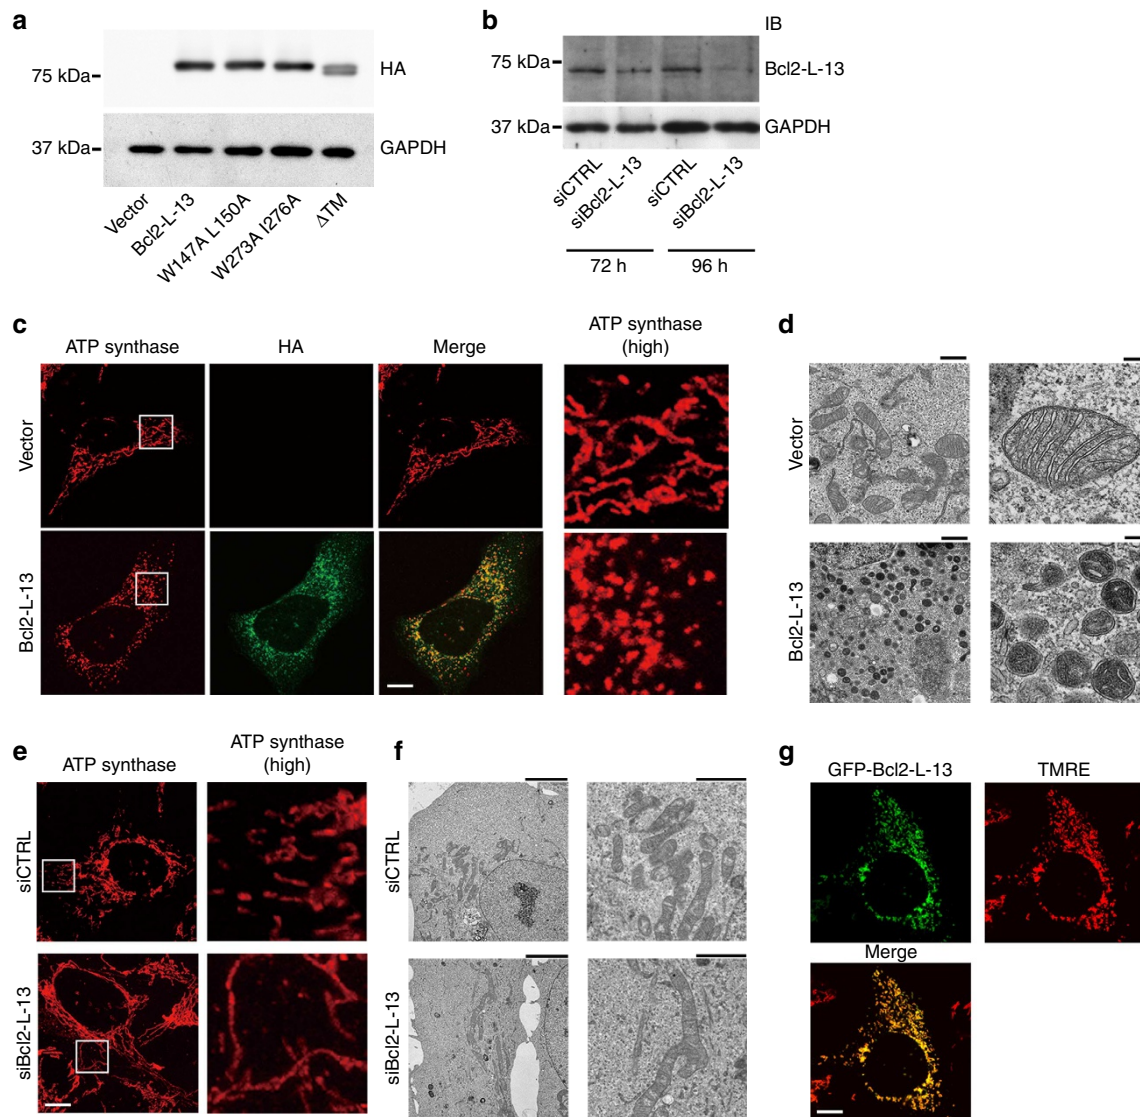 a
75 kDa
HA
37 kDa
GAPDH
Vector
Bcl2-L-13
W147A L150A
W273A I276A
ΔTM
b
IB
75 kDa
Bcl2-L-13
37 kDa
GAPDH
siCTRL
siBcl2-L-13
siCTRL
siBcl2-L-13
72 h
96 h
c
ATP synthase
HA
Merge
ATP synthase
(high)
Vector
Bcl2-L-13
d
Vector
Bcl2-L-13
e
ATP synthase
ATP synthase
(high)
siCTRL
siBcl2-L-13
f
siCTRL
siBcl2-L-13
g
GFP-Bcl2-L-13
TMRE
Merge